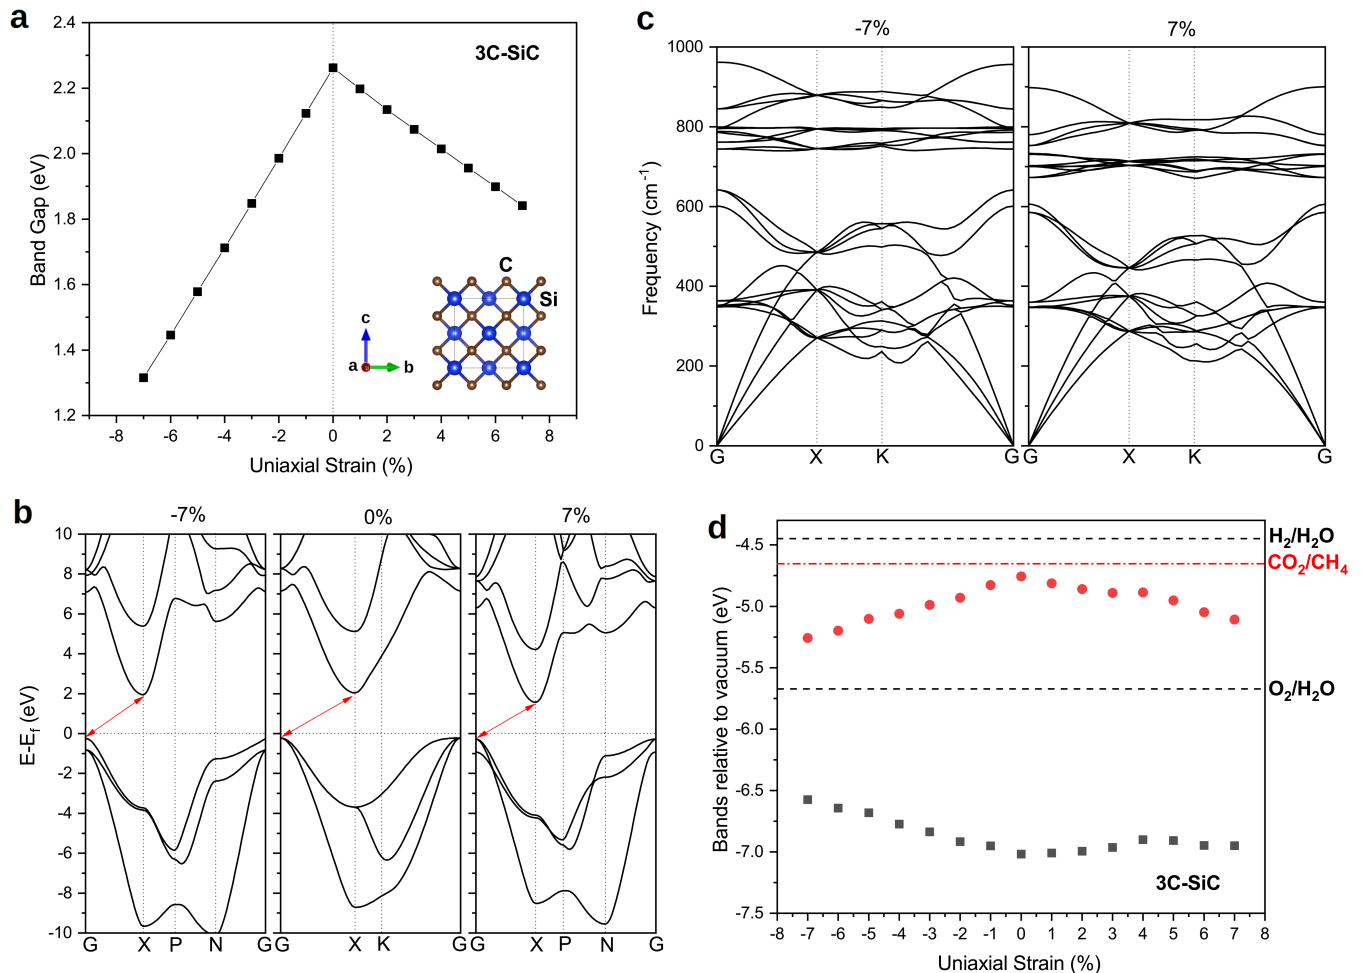 a
2.4
2.2
2.0
1.8
1.6
1.4
1.2
Band Gap (eV)
3C-SiC
C
Si
c
a
b
-8 -6 -4 -2 0 2 4 6 8
Uniaxial Strain (%)
c
-7% 7%
1000
800
600
400
200
0
Frequency (cm⁻¹)
G X K G G X K G
b
-7% 0% 7%
10
8
6
4
2
0
-2
-4
-6
-8
-10
E-E_f (eV)
G X P N G G X K G G X P N G
d
-4.5
-5.0
-5.5
-6.0
-6.5
-7.0
-7.5
Bands relative to vacuum (eV)
H₂/H₂O
CO₂/CH₄
O₂/H₂O
3C-SiC
-8 -7 -6 -5 -4 -3 -2 -1 0 1 2 3 4 5 6 7 8
Uniaxial Strain (%)